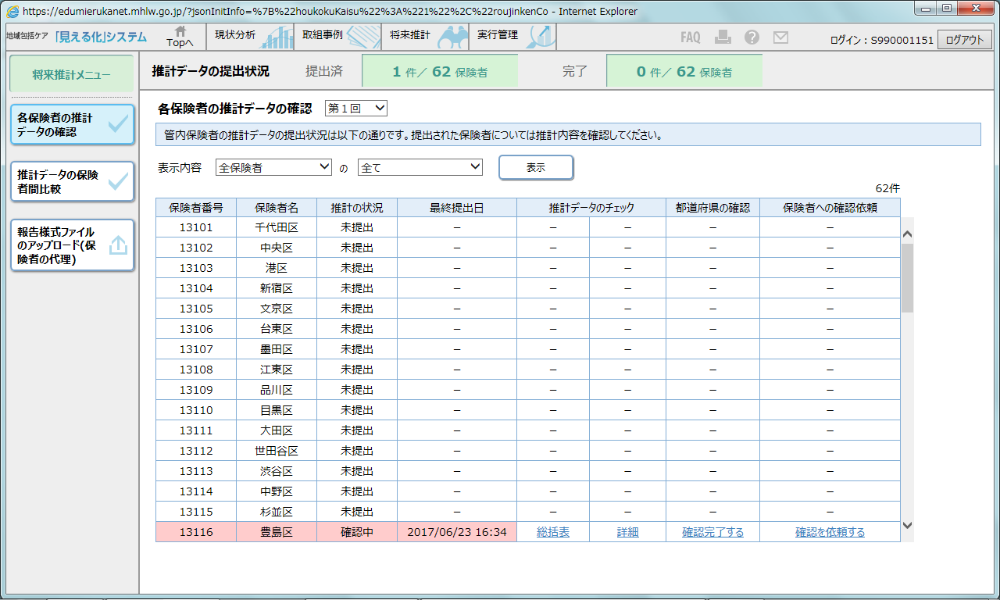 https://edumierukanet.mhlw.go.jp/?jsonInitInfo=%7B%22houkokuKaisu%22%3A%221%22%2C%22roujinkenCo - Internet Explorer
地域包括ケア「見える化」システム Topへ 現状分析 取組事例 将来推計 実行管理 FAQ ログイン：S990001151 ログアウト
将来推計メニュー
各保険者の推計
データの確認
推計データの保険
者間比較
報告様式ファイル
のアップロード(保
険者の代理)
推計データの提出状況 提出済 1 件／ 62 保険者 完了 0 件／ 62 保険者
各保険者の推計データの確認 第１回
管内保険者の推計データの提出状況は以下の通りです。提出された保険者については推計内容を確認してください。
表示内容 全保険者 の 全て 表示
62件
保険者番号 保険者名 推計の状況 最終提出日 推計データのチェック 都道府県の確認 保険者への確認依頼
13101 千代田区 未提出 － － － － －
13102 中央区 未提出 － － － － －
13103 港区 未提出 － － － － －
13104 新宿区 未提出 － － － － －
13105 文京区 未提出 － － － － －
13106 台東区 未提出 － － － － －
13107 墨田区 未提出 － － － － －
13108 江東区 未提出 － － － － －
13109 品川区 未提出 － － － － －
13110 目黒区 未提出 － － － － －
13111 大田区 未提出 － － － － －
13112 世田谷区 未提出 － － － － －
13113 渋谷区 未提出 － － － － －
13114 中野区 未提出 － － － － －
13115 杉並区 未提出 － － － － －
13116 豊島区 確認中 2017/06/23 16:34 総括表 詳細 確認完了する 確認を依頼する